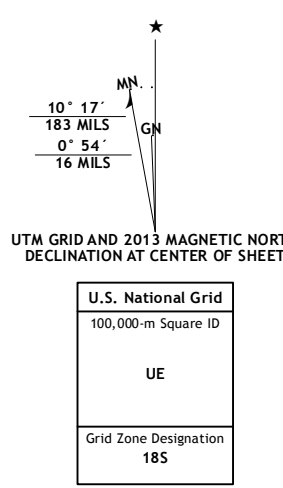 ★
MN
10° 17´
183 MILS
GN
0° 54´
16 MILS
UTM GRID AND 2013 MAGNETIC NORT
DECLINATION AT CENTER OF SHEET
U.S. National Grid
100,000-m Square ID
UE
Grid Zone Designation
18S